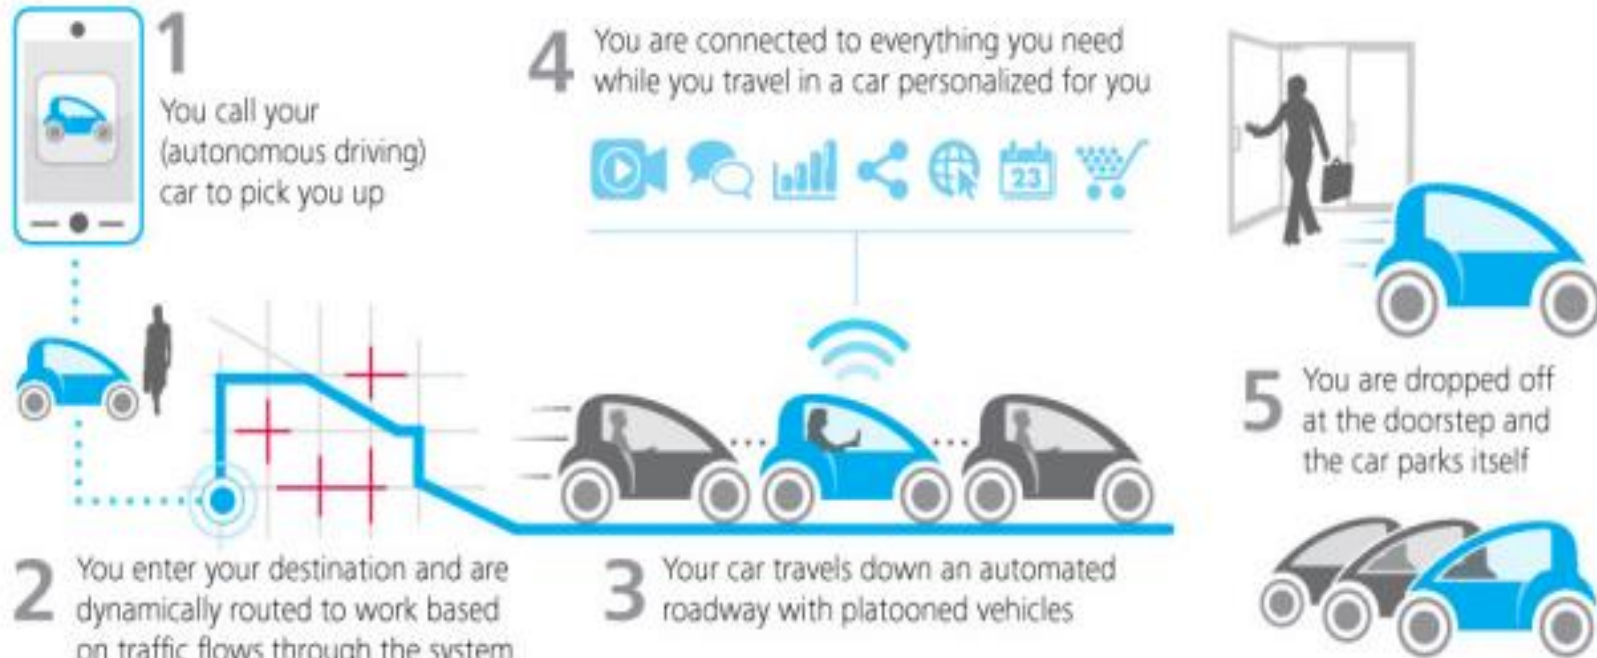 1
You call your
(autonomous driving)
car to pick you up
2
You enter your destination and are
dynamically routed to work based
on traffic flows through the system
3
Your car travels down an automated
roadway with platooned vehicles
4
You are connected to everything you need
while you travel in a car personalized for you
23
5
You are dropped off
at the doorstep and
the car parks itself